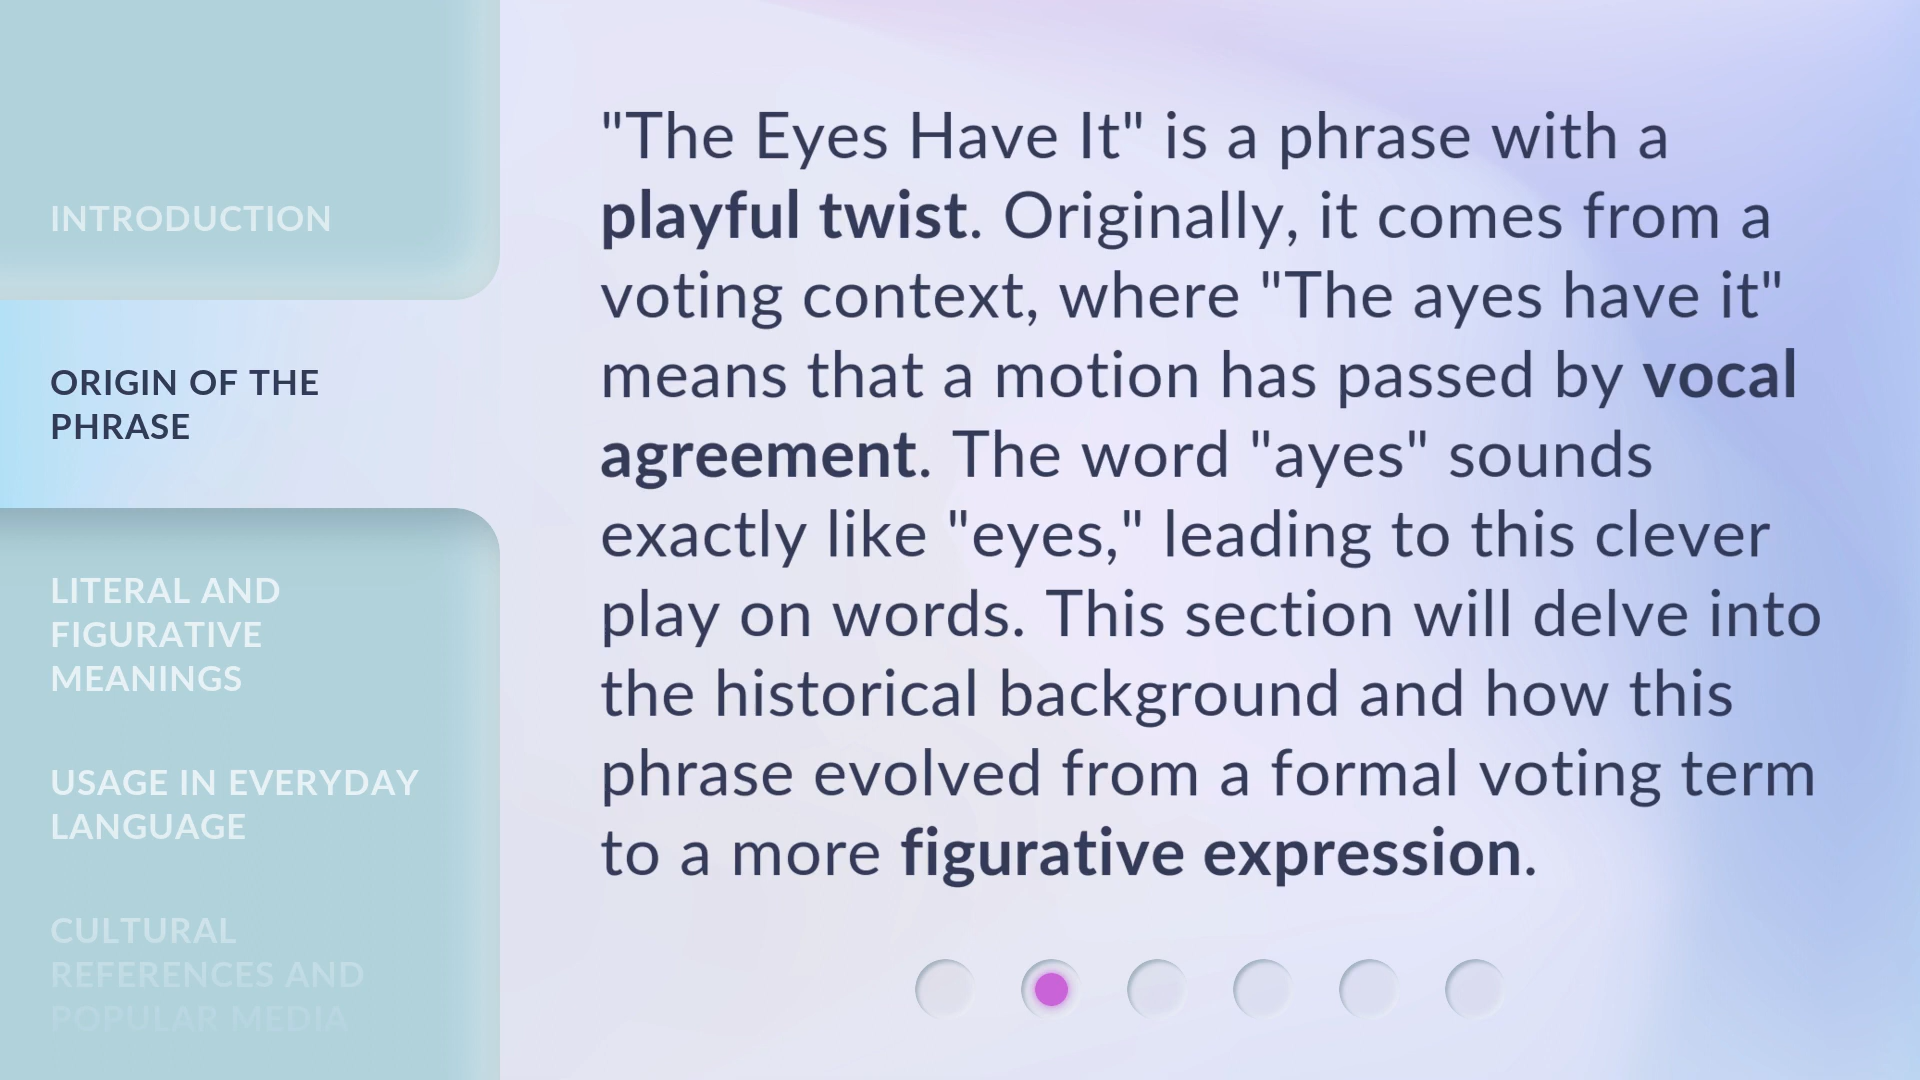 INTRODUCTION
ORIGIN OF THE
PHRASE
LITERAL AND
FIGURATIVE
MEANINGS
USAGE IN EVERYDAY
LANGUAGE
CULTURAL
REFERENCES AND
POPULAR MEDIA
"The Eyes Have It" is a phrase with a
playful twist. Originally, it comes from a
voting context, where "The ayes have it"
means that a motion has passed by vocal
agreement. The word "ayes" sounds
exactly like "eyes," leading to this clever
play on words. This section will delve into
the historical background and how this
phrase evolved from a formal voting term
to a more figurative expression.